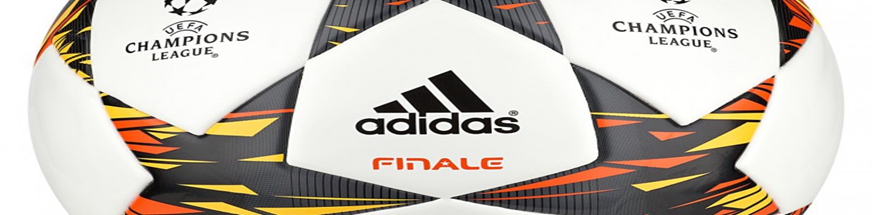 UEFA
CHAMPIONS
LEAGUE®
UEFA
CHAMPIONS
LEAGUE®
adidas®
FINALE